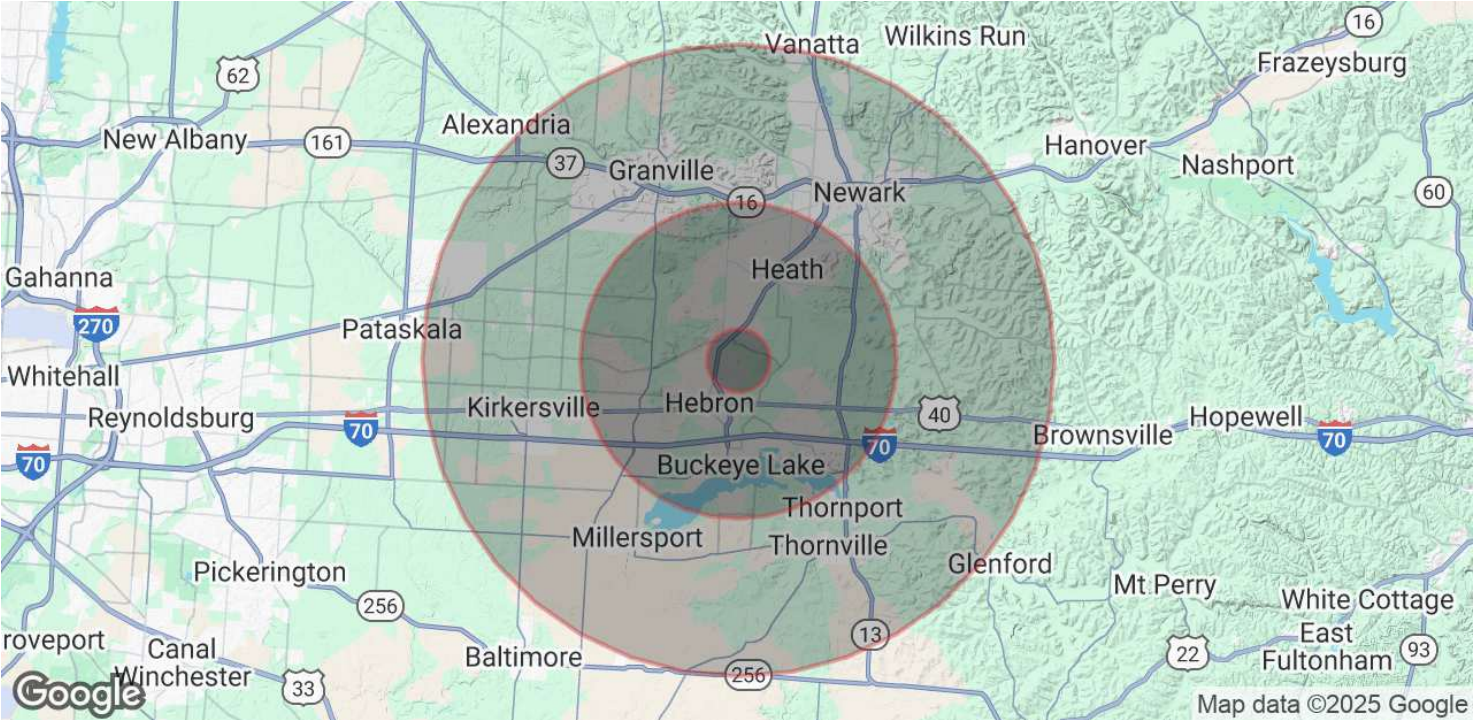 Vanatta
Wilkins Run
16
Frazeysburg
62
New Albany
161
Alexandria
37
Granville
16
Newark
Hanover
Nashport
60
Gahanna
270
Heath
Pataskala
Whitehall
Reynoldsburg
70
70
Kirkersville
Hebron
40
70
Brownsville
Hopewell
70
Buckeye Lake
Thornport
Millersport
Thornville
Glenford
Pickerington
256
Mt Perry
White Cottage
roveport
Canal
Winchester
33
Baltimore
256
13
22
East
Fultonham
93
Google
Map data ©2025 Google